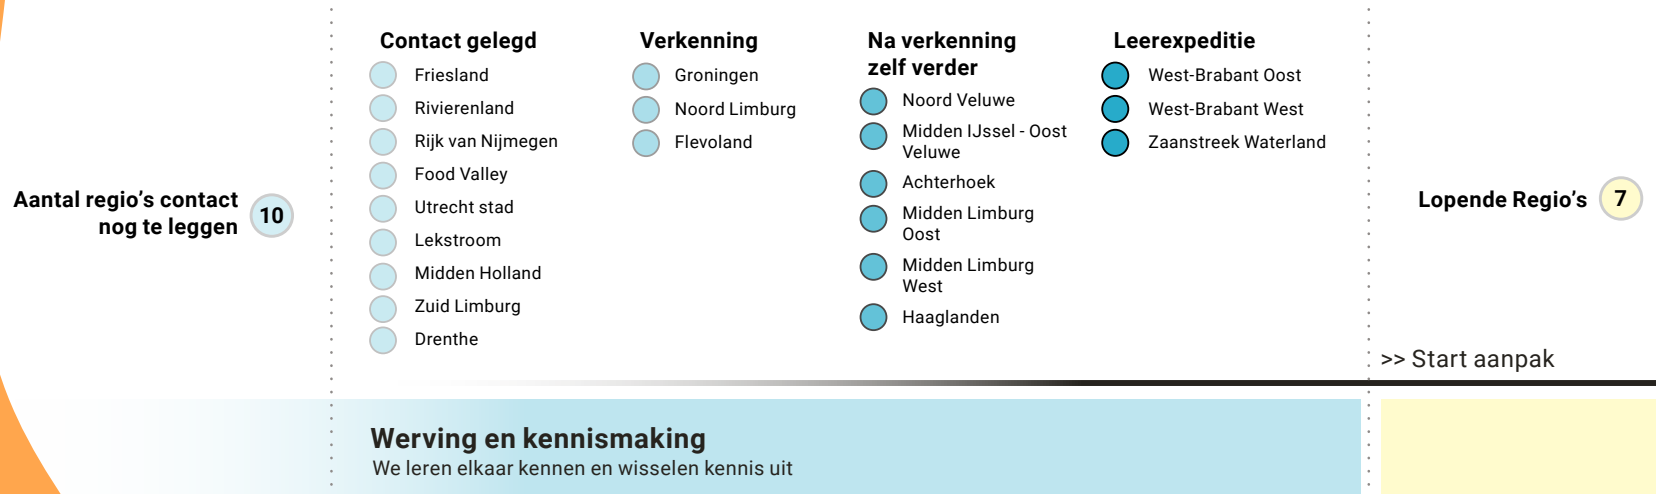 Aantal regio's contact
nog te leggen
10
Contact gelegd
Friesland
Rivierenland
Rijk van Nijmegen
Food Valley
Utrecht stad
Lekstroom
Midden Holland
Zuid Limburg
Drenthe
Verkenning
Groningen
Noord Limburg
Flevoland
Na verkenning
zelf verder
Noord Veluwe
Midden IJssel - Oost
Veluwe
Achterhoek
Midden Limburg
Oost
Midden Limburg
West
Haaglanden
Leerexpeditie
West-Brabant Oost
West-Brabant West
Zaanstreek Waterland
Lopende Regio's
7
>> Start aanpak
Werving en kennismaking
We leren elkaar kennen en wisselen kennis uit